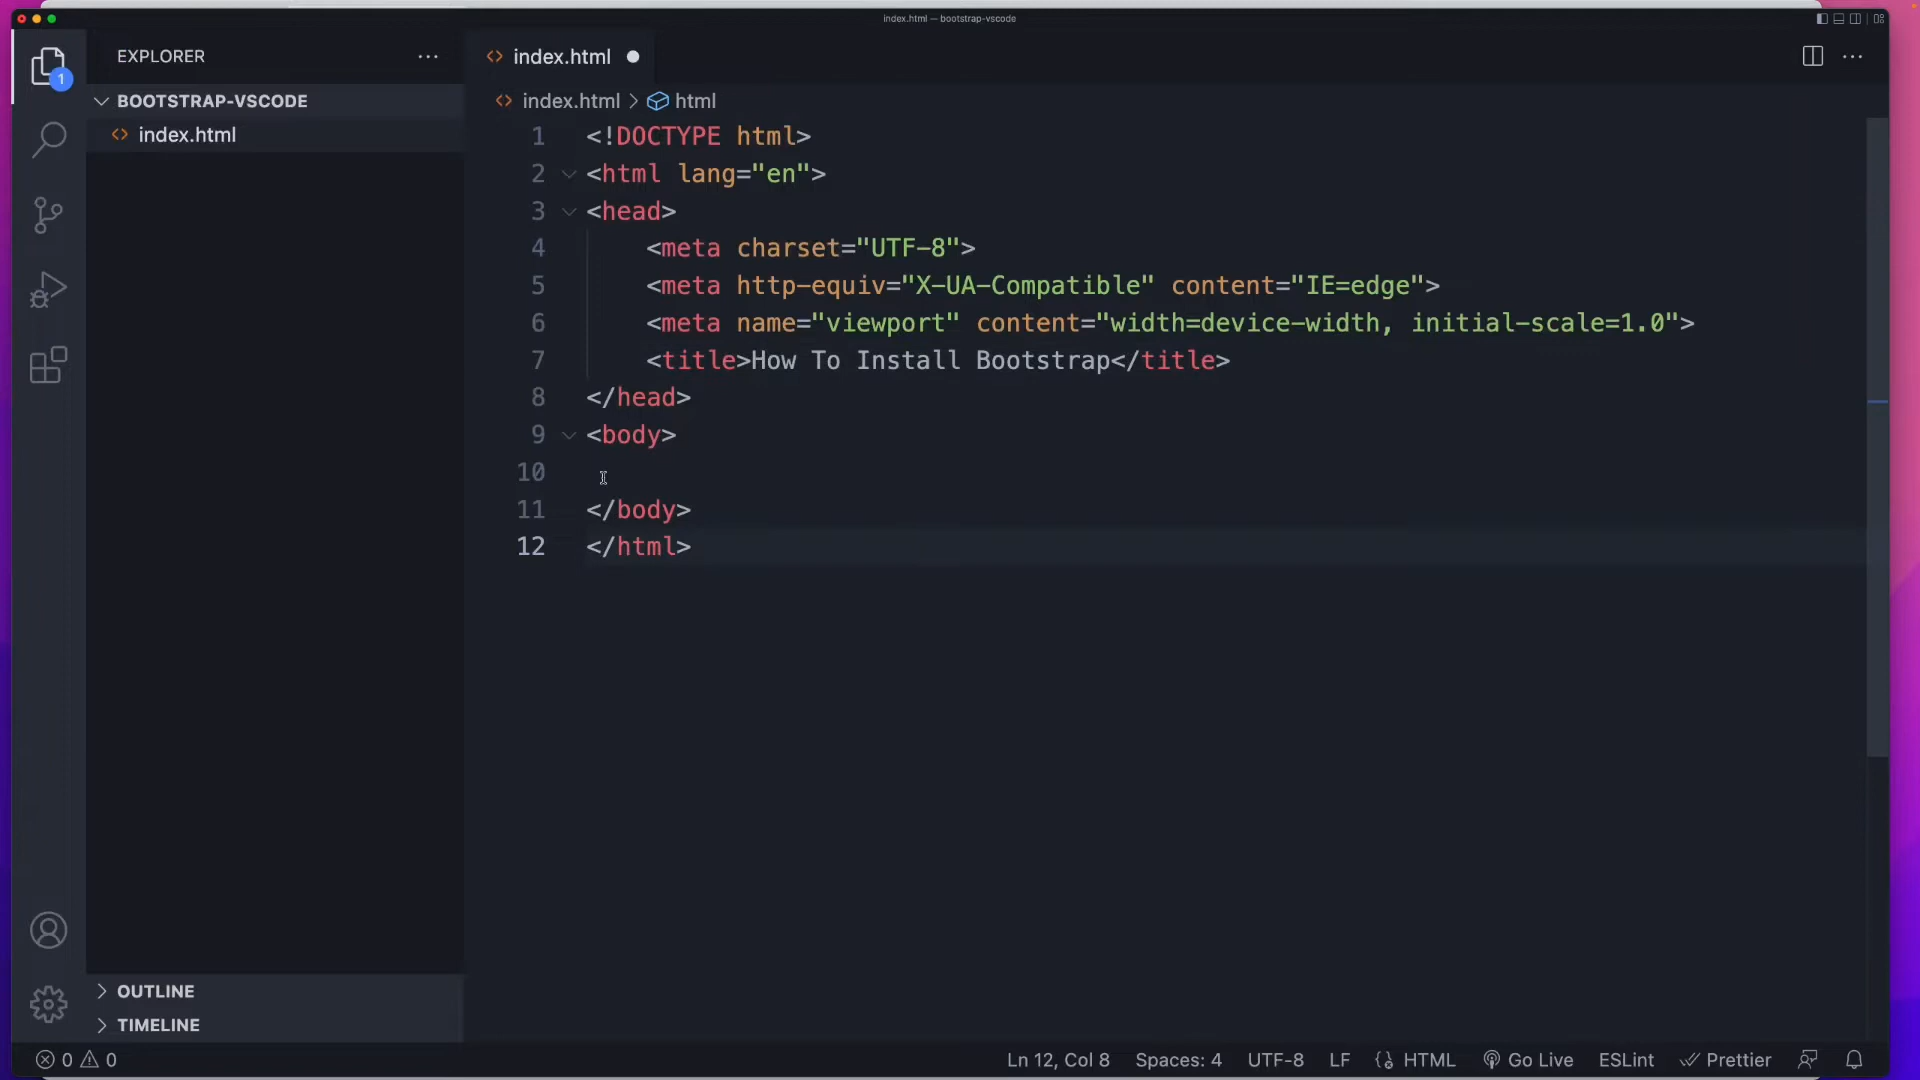 index.html — bootstrap-vscode
EXPLORER
index.html
1
BOOTSTRAP-VSCODE
index.html > html
index.html
1 <!DOCTYPE html>
2 <html lang="en">
3 <head>
4 <meta charset="UTF-8">
5 <meta http-equiv="X-UA-Compatible" content="IE=edge">
6 <meta name="viewport" content="width=device-width, initial-scale=1.0">
7 <title>How To Install Bootstrap</title>
8 </head>
9 <body>
10
11 </body>
12 </html>
OUTLINE
TIMELINE
0 0 Ln 12, Col 8 Spaces: 4 UTF-8 LF HTML Go Live ESLint Prettier